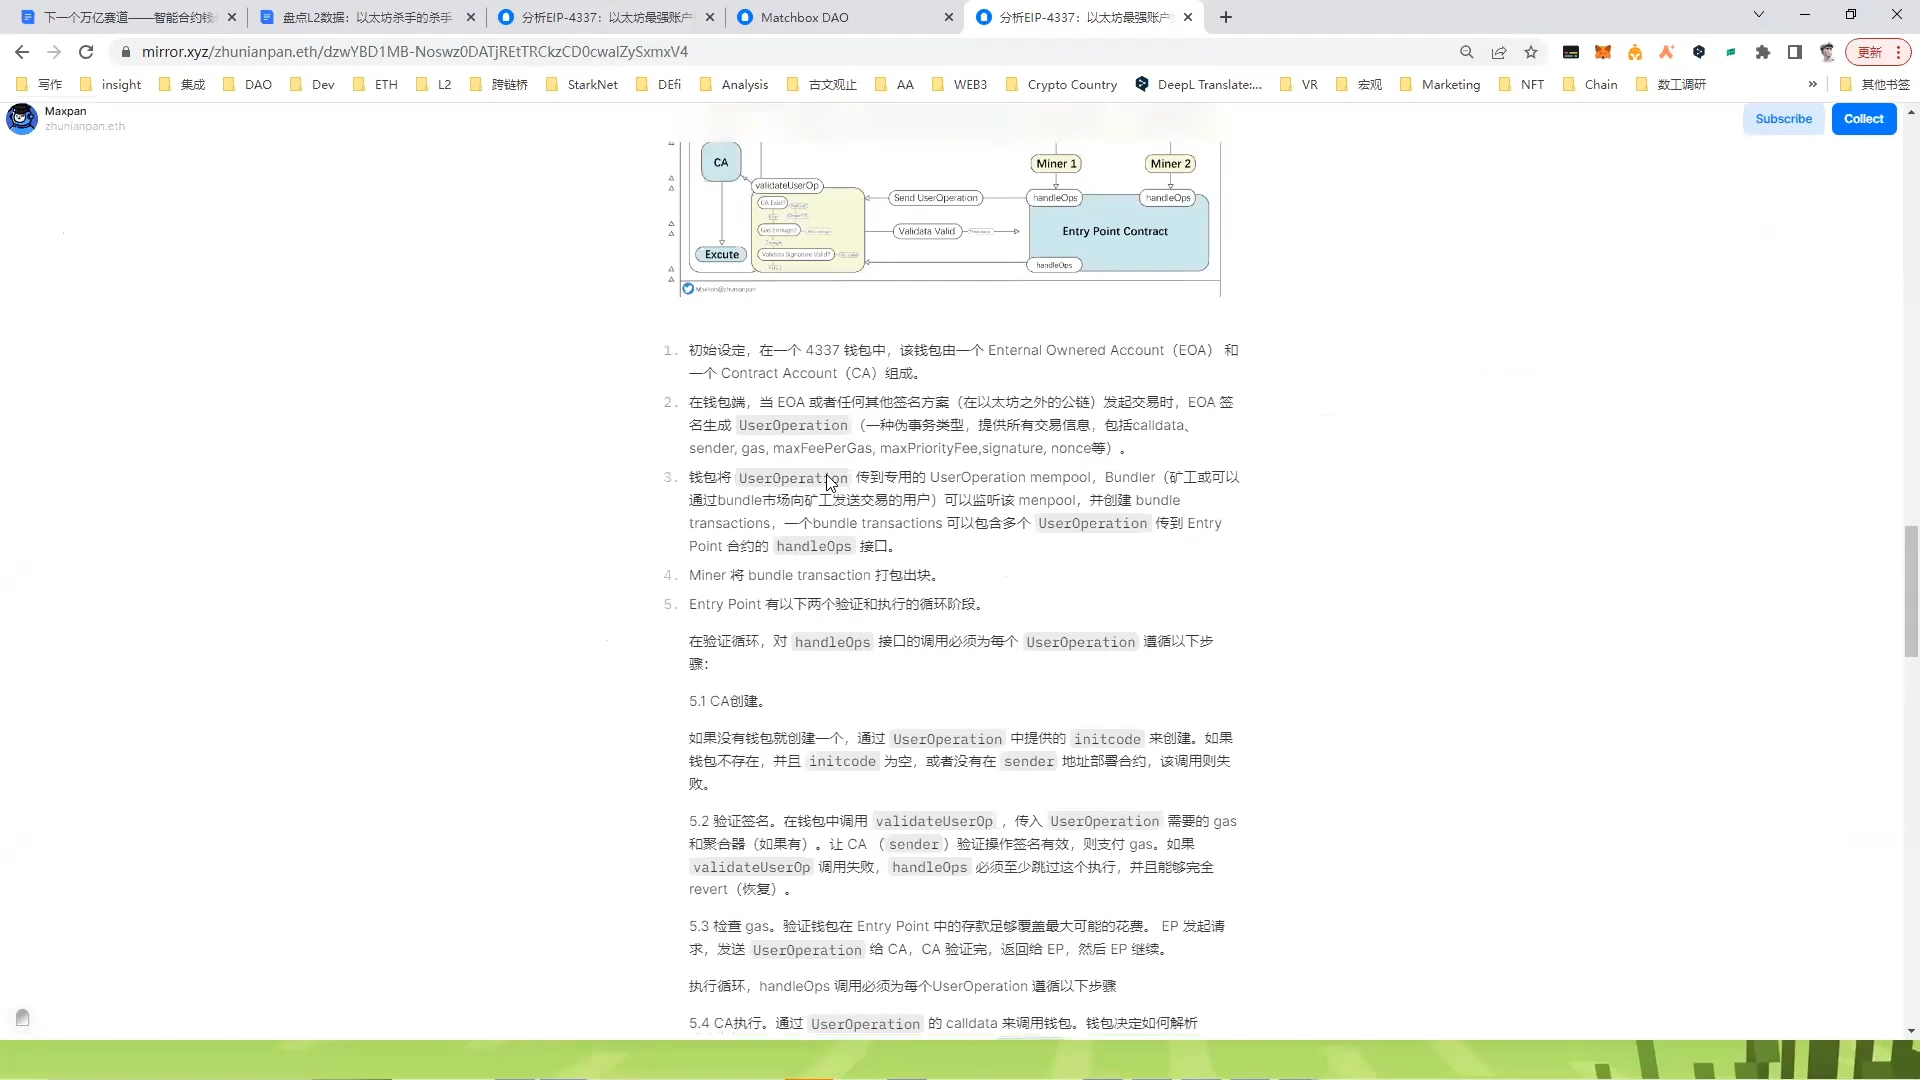 下一个万亿赛道——智能合约钱
盘点L2数据：以太坊杀手的杀手
分析EIP-4337：以太坊最强账户
Matchbox DAO
分析EIP-4337：以太坊最强账户
mirror.xyz/zhunianpan.eth/dzwYBD1MB-Noswz0DATjREtTRCkzCD0cwaIZySxmxV4
更新
写作 insight 集成 DAO Dev ETH L2 跨链桥 StarkNet DEfi Analysis 古文观止 AA WEB3 Crypto Country DeepL Translate:... VR 宏观 Marketing NFT Chain 数工调研 » 其他书签
Maxpan
zhunianpan.eth
Subscribe Collect
CA
Miner 1 Miner 2
validateUserOp
CA Exist?
Send UserOperation
handleOps handleOps
Gas Enough?
Validata Valid
Entry Point Contract
Excute
Validata Signature Valid?
handleOps
1. 初始设定，在一个 4337 钱包中，该钱包由一个 Enternal Ownered Account（EOA） 和
一个 Contract Account（CA）组成。
2. 在钱包端，当 EOA 或者任何其他签名方案（在以太坊之外的公链）发起交易时，EOA 签
名生成 UserOperation （一种伪事务类型，提供所有交易信息，包括calldata、
sender, gas, maxFeePerGas, maxPriorityFee,signature, nonce等）。
3. 钱包将 UserOperation 传到专用的 UserOperation mempool，Bundler（矿工或可以
通过bundle市场向矿工发送交易的用户）可以监听该 menpool，并创建 bundle
transactions，一个bundle transactions 可以包含多个 UserOperation 传到 Entry
Point 合约的 handleOps 接口。
4. Miner 将 bundle transaction 打包出块。
5. Entry Point 有以下两个验证和执行的循环阶段。
在验证循环，对 handleOps 接口的调用必须为每个 UserOperation 遵循以下步
骤：
5.1 CA创建。
如果没有钱包就创建一个，通过 UserOperation 中提供的 initcode 来创建。如果
钱包不存在，并且 initcode 为空，或者没有在 sender 地址部署合约，该调用则失
败。
5.2 验证签名。在钱包中调用 validateUserOp ，传入 UserOperation 需要的 gas
和聚合器（如果有）。让 CA （ sender ）验证操作签名有效，则支付 gas。如果
validateUserOp 调用失败， handleOps 必须至少跳过这个执行，并且能够完全
revert（恢复）。
5.3 检查 gas。验证钱包在 Entry Point 中的存款足够覆盖最大可能的花费。 EP 发起请
求，发送 UserOperation 给 CA，CA 验证完，返回给 EP，然后 EP 继续。
执行循环，handleOps 调用必须为每个UserOperation 遵循以下步骤
5.4 CA执行。通过 UserOperation 的 calldata 来调用钱包。钱包决定如何解析